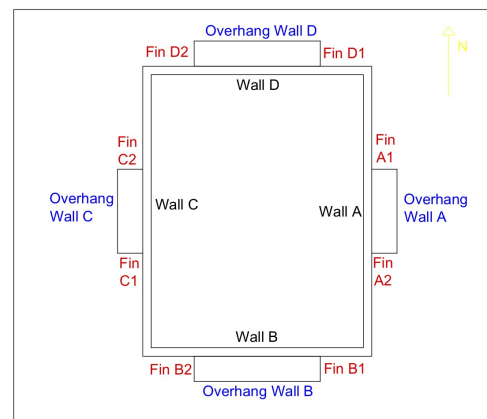 Overhang Wall D
Fin D2
Fin D1
N
Wall D
Fin
C2
Fin
A1
Overhang
Wall C
Wall C
Wall A
Overhang
Wall A
Fin
C1
Fin
A2
Wall B
Fin B2
Fin B1
Overhang Wall B